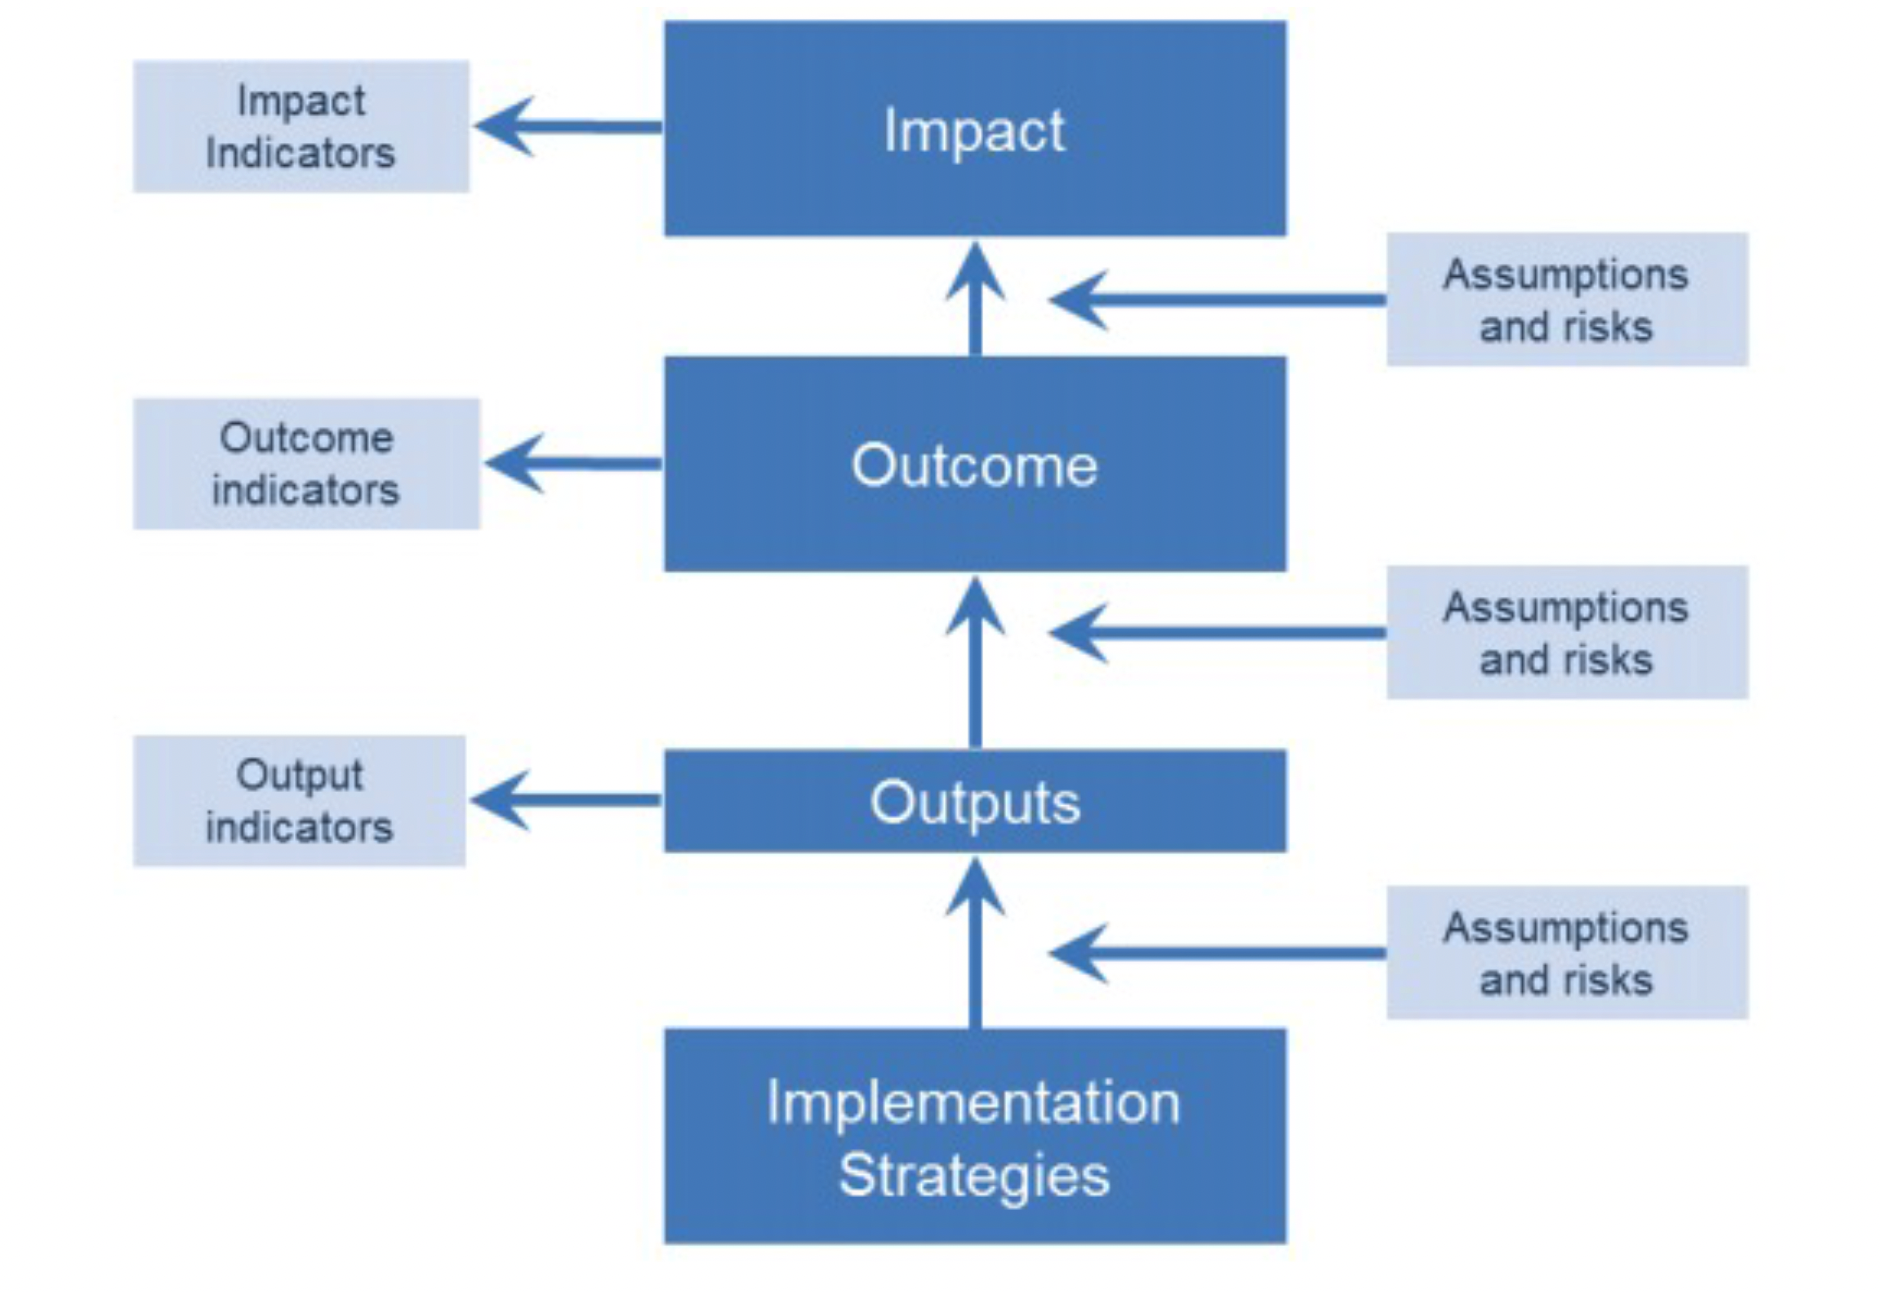 Impact
Indicators
Impact
Assumptions
and risks
Outcome
indicators
Outcome
Assumptions
and risks
Output
indicators
Outputs
Assumptions
and risks
Implementation
Strategies